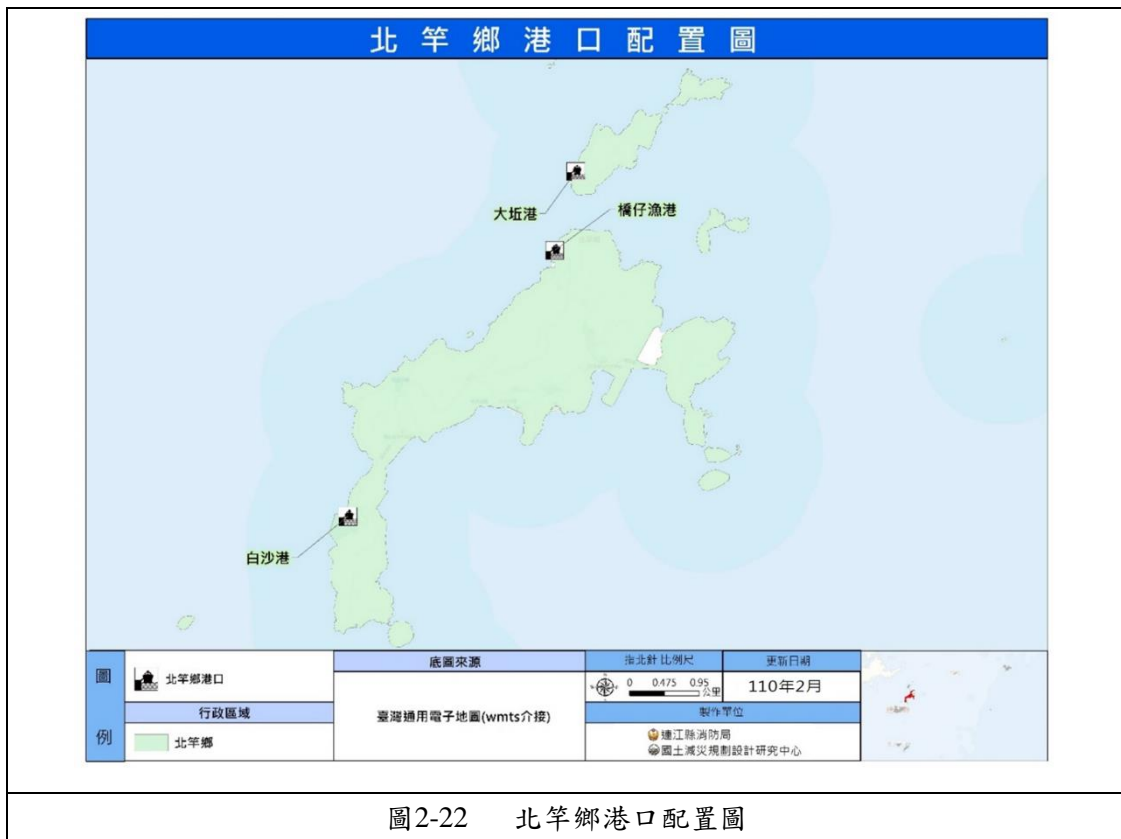 北竿鄉港口配置圖
大坵港
橋仔漁港
白沙港
圖例
北竿鄉港口
行政區域
北竿鄉
底圖來源
臺灣通用電子地圖(wmts介接)
指北針 比例尺
0 0.475 0.95
公里
更新日期
110年2月
製作單位
連江縣消防局
國土減災規劃設計研究中心
圖2-22 北竿鄉港口配置圖